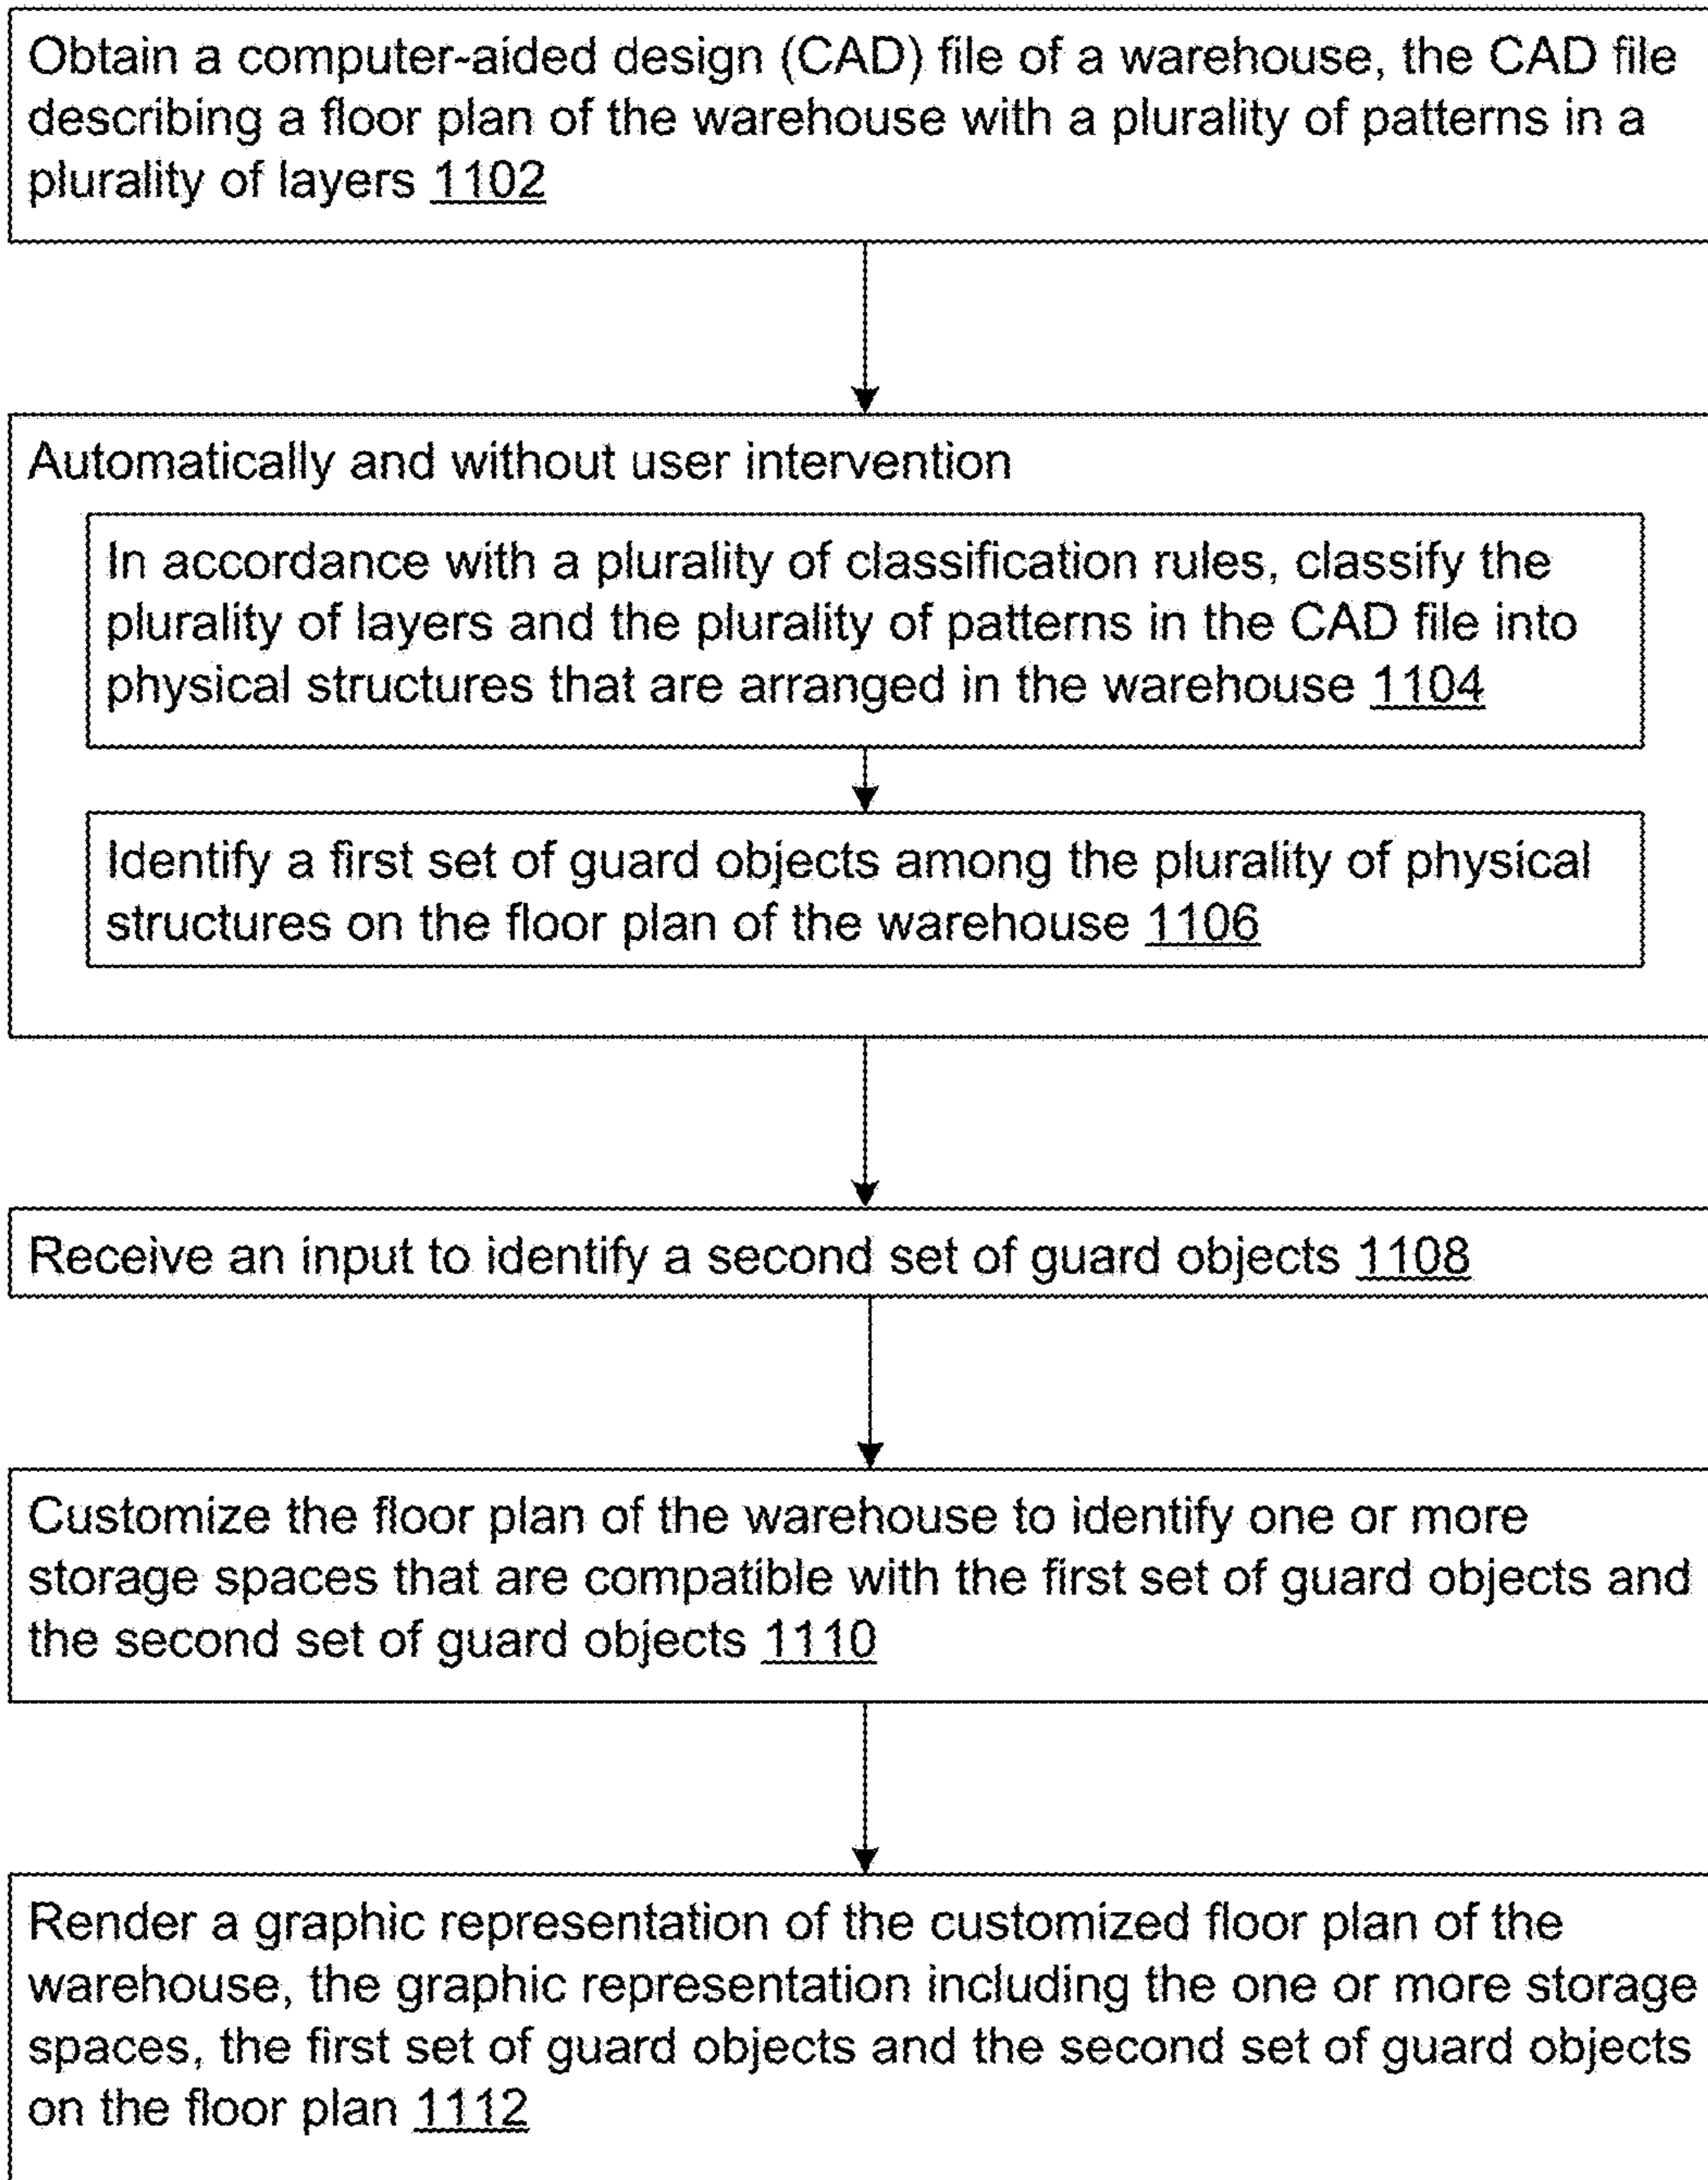 Obtain a computer-aided design (CAD) file of a warehouse, the CAD file
describing a floor plan of the warehouse with a plurality of patterns in a
plurality of layers 1102
Automatically and without user intervention
In accordance with a plurality of classification rules, classify the
plurality of layers and the plurality of patterns in the CAD file into
physical structures that are arranged in the warehouse 1104
Identify a first set of guard objects among the plurality of physical
structures on the floor plan of the warehouse 1106
Receive an input to identify a second set of guard objects 1108
Customize the floor plan of the warehouse to identify one or more
storage spaces that are compatible with the first set of guard objects and
the second set of guard objects 1110
Render a graphic representation of the customized floor plan of the
warehouse, the graphic representation including the one or more storage
spaces, the first set of guard objects and the second set of guard objects
on the floor plan 1112